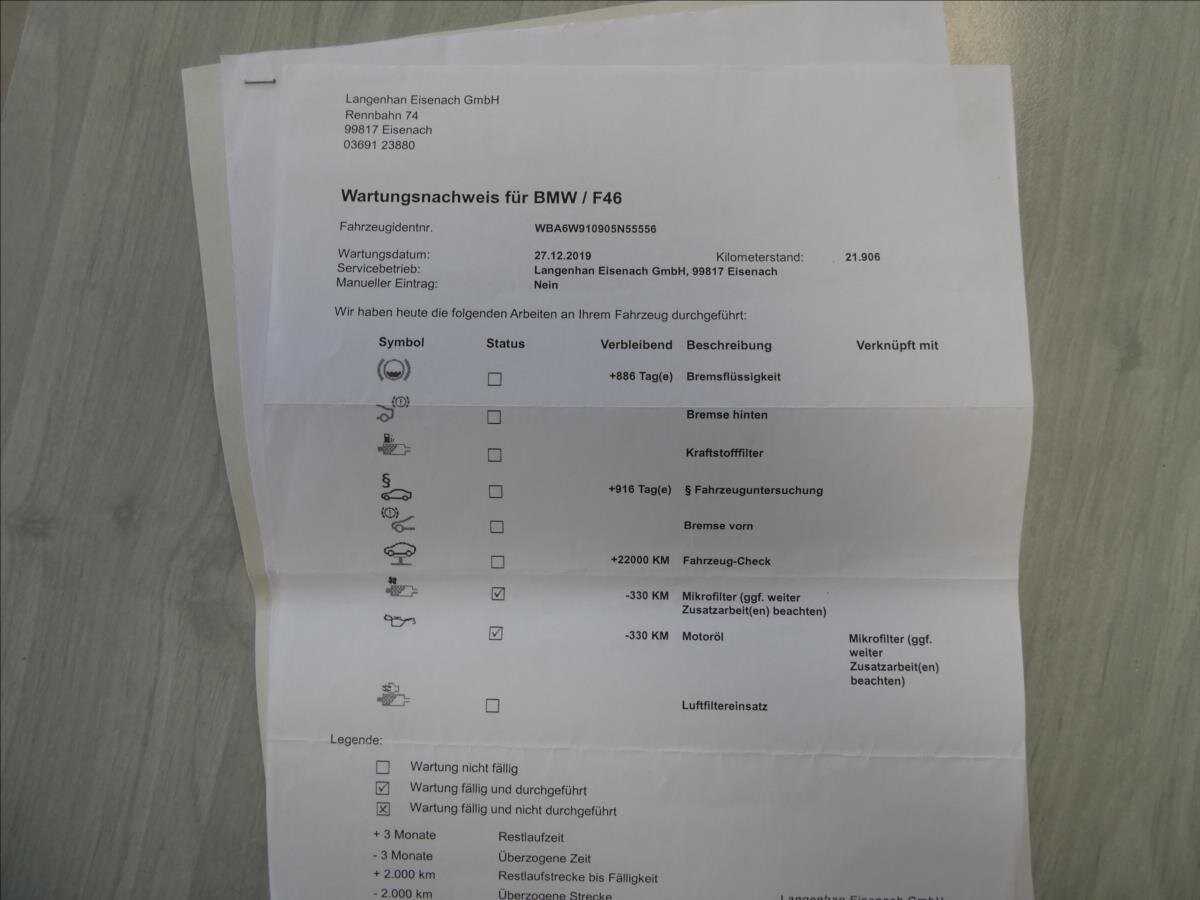 Langenhan Eisenach GmbH
Rennbahn 74
99817 Eisenach
03691 23880
Wartungsnachweis für BMW / F46
Fahrzeugidentnr. WBA6W910905N55556
Wartungsdatum: 27.12.2019 Kilometerstand: 21.906
Servicebetrieb: Langenhan Eisenach GmbH, 99817 Eisenach
Manueller Eintrag: Nein
Wir haben heute die folgenden Arbeiten an Ihrem Fahrzeug durchgeführt:
Symbol Status Verbleibend Beschreibung Verknüpft mit
+886 Tag(e) Bremsflüssigkeit
Bremse hinten
Kraftstofffilter
§
+916 Tag(e) § Fahrzeuguntersuchung
Bremse vorn
+22000 KM Fahrzeug-Check
-330 KM Mikrofilter (ggf. weiter
Zusatzarbeit(en) beachten)
-330 KM Motoröl Mikrofilter (ggf.
weiter
Zusatzarbeit(en)
beachten)
Luftfiltereinsatz
Legende:
Wartung nicht fällig
Wartung fällig und durchgeführt
Wartung fällig und nicht durchgeführt
+ 3 Monate Restlaufzeit
- 3 Monate Überzogene Zeit
+ 2.000 km Restlaufstrecke bis Fälligkeit
- 2.000 km Überzogene Strecke
Langenhan Eisenach GmbH